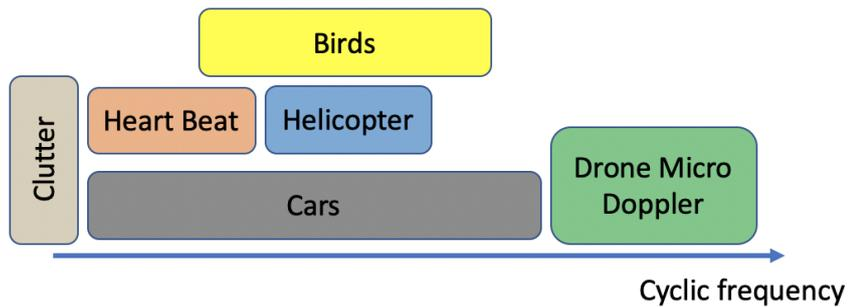 Birds
Clutter
Heart Beat
Helicopter
Cars
Drone Micro
Doppler
Cyclic frequency